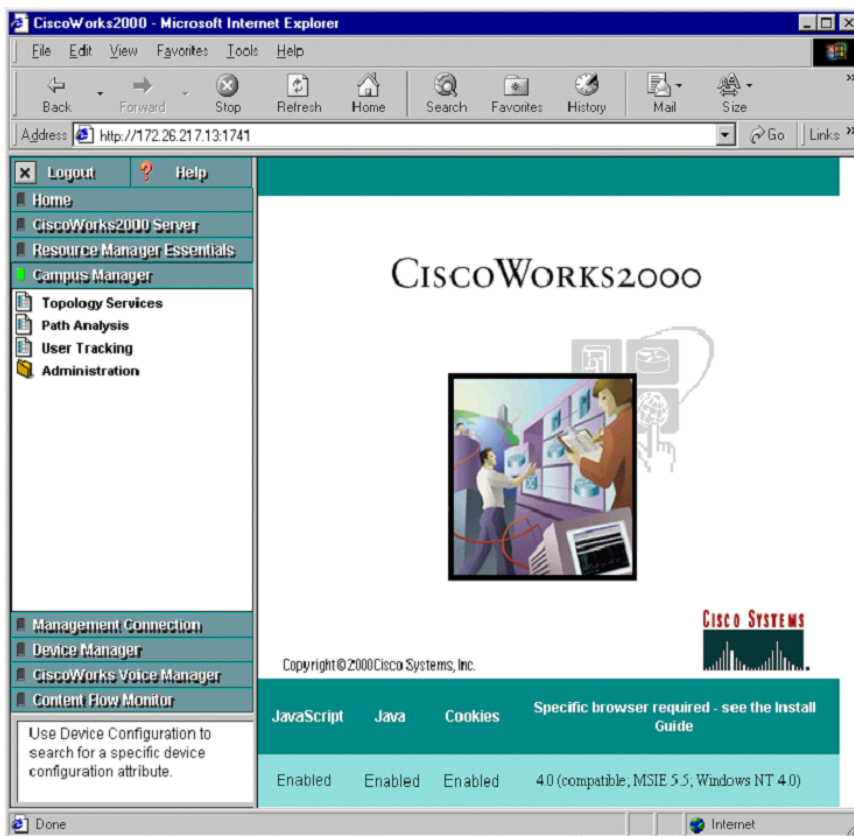 CiscoWorks2000 - Microsoft Internet Explorer
File Edit View Favorites Tools Help
Back Forward Stop Refresh Home Search Favorites History Mail Size »
Address http://172.26.217.13:1741 Go Links »
Logout ? Help
Home
CiscoWorks2000 Server
Resource Manager Essentials
Campus Manager
Topology Services
Path Analysis
User Tracking
Administration
Management Connection
Device Manager
CiscoWorks Voice Manager
Content Flow Monitor
Use Device Configuration to
search for a specific device
configuration attribute.
CISCOWORKS2000
CISCO SYSTEMS
Copyright©2000Cisco Systems, Inc.
JavaScript Java Cookies Specific browser required - see the Install
Guide
Enabled Enabled Enabled 4.0 (compatible; MSIE 5.5; Windows NT 4.0)
Done Internet